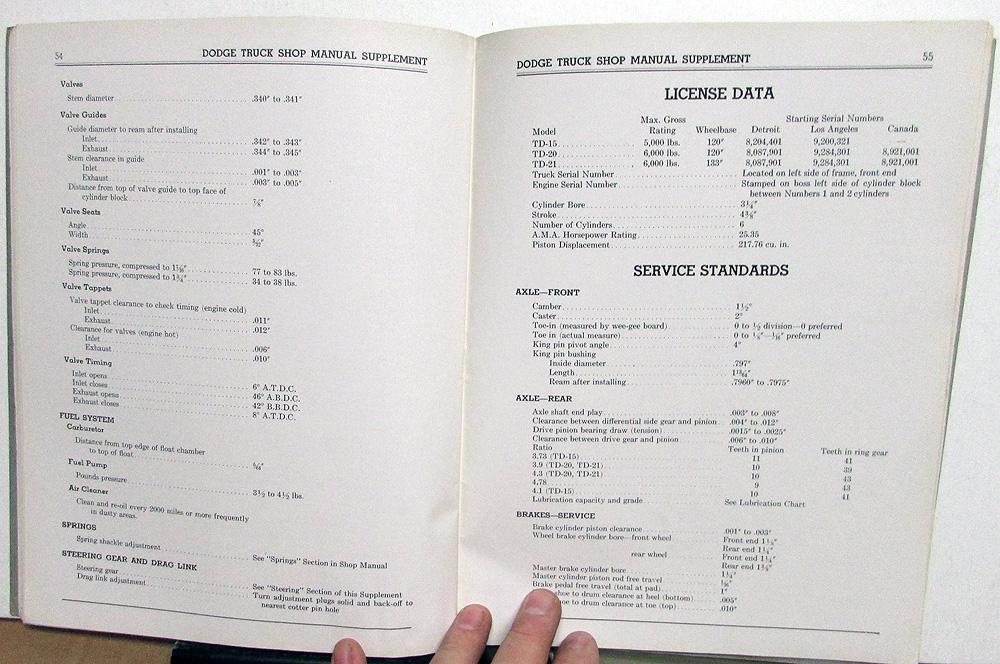 54 DODGE TRUCK SHOP MANUAL SUPPLEMENT
Valves
Stem diameter .340″ to .341″
Valve Guides
Guide diameter to ream after installing
Inlet .342″ to .343″
Exhaust .344″ to .345″
Stem clearance in guide
Inlet .001″ to .003″
Exhaust .003″ to .005″
Distance from top of valve guide to top face of
cylinder block ⅞″
Valve Seats
Angle 45°
Width
Valve Springs
Spring pressure, compressed to 77 to 83 lbs.
Spring pressure, compressed to 1¾″ 34 to 38 lbs.
Valve Tappets
Valve tappet clearance to check timing (engine cold)
Inlet .011″
Exhaust .012″
Clearance for valves (engine hot)
Inlet .006″
Exhaust .010″
Valve Timing
Inlet opens 6° A.T.D.C.
Inlet closes 46° A.B.D.C.
Exhaust opens 42° B.B.D.C.
Exhaust closes 8° A.T.D.C.
FUEL SYSTEM
Carburetor
Distance from top edge of float chamber
to top of float 5/64″
Fuel Pump
Pounds pressure 3½ to 4½ lbs.
Air Cleaner
Clean and re-oil every 2000 miles or more frequently
in dusty areas.
SPRINGS
Spring shackle adjustment See "Springs" Section in Shop Manual
STEERING GEAR AND DRAG LINK
Steering gear See "Steering" Section of this Supplement
Drag link adjustment Turn adjustment plugs solid and back-off to
nearest cotter pin hole
DODGE TRUCK SHOP MANUAL SUPPLEMENT 55
LICENSE DATA
Max. Gross Starting Serial Numbers
Model Rating Wheelbase Detroit Los Angeles Canada
TD-15 5,000 lbs. 120″ 8,204,401 9,200,321 —
TD-20 6,000 lbs. 120″ 8,087,901 9,284,301 8,921,001
TD-21 6,000 lbs. 133″ 8,087,901 9,284,301 8,921,001
Truck Serial Number Located on left side of frame, front end
Engine Serial Number Stamped on boss left side of cylinder block
between Numbers 1 and 2 cylinders
Cylinder Bore 3¼″
Stroke 4⅜″
Number of Cylinders 6
A.M.A. Horsepower Rating 25.35
Piston Displacement 217.76 cu. in.
SERVICE STANDARDS
AXLE—FRONT
Camber 1½°
Caster 2°
Toe-in (measured by wee-gee board) 0 to ½ division—0 preferred
Toe in (actual measure) 0 to ⅛″—1/16″ preferred
King pin pivot angle 4°
King pin bushing
Inside diameter .797″
Length
Ream after installing .7960″ to .7975″
AXLE—REAR
Axle shaft end play .003″ to .008″
Clearance between differential side gear and pinion .004″ to .012″
Drive pinion bearing draw (tension) .0015″ to .0025″
Clearance between drive gear and pinion .006″ to .010″
Ratio Teeth in pinion Teeth in ring gear
3.73 (TD-15) 11 41
3.9 (TD-20, TD-21) 10 39
4.3 (TD-20, TD-21) 10 43
4.78 9 43
4.1 (TD-15) 10 41
Lubrication capacity and grade See Lubrication Chart
BRAKES—SERVICE
Brake cylinder piston clearance .001″ to .003″
Wheel brake cylinder bore—front wheel Front end
Rear end
rear wheel Front end
Rear end
Master brake cylinder bore
Master cylinder piston rod free travel
Brake pedal free travel (total at pad) 1″
shoe to drum clearance at heel (bottom) .005″
oe to drum clearance at toe (top) .010″